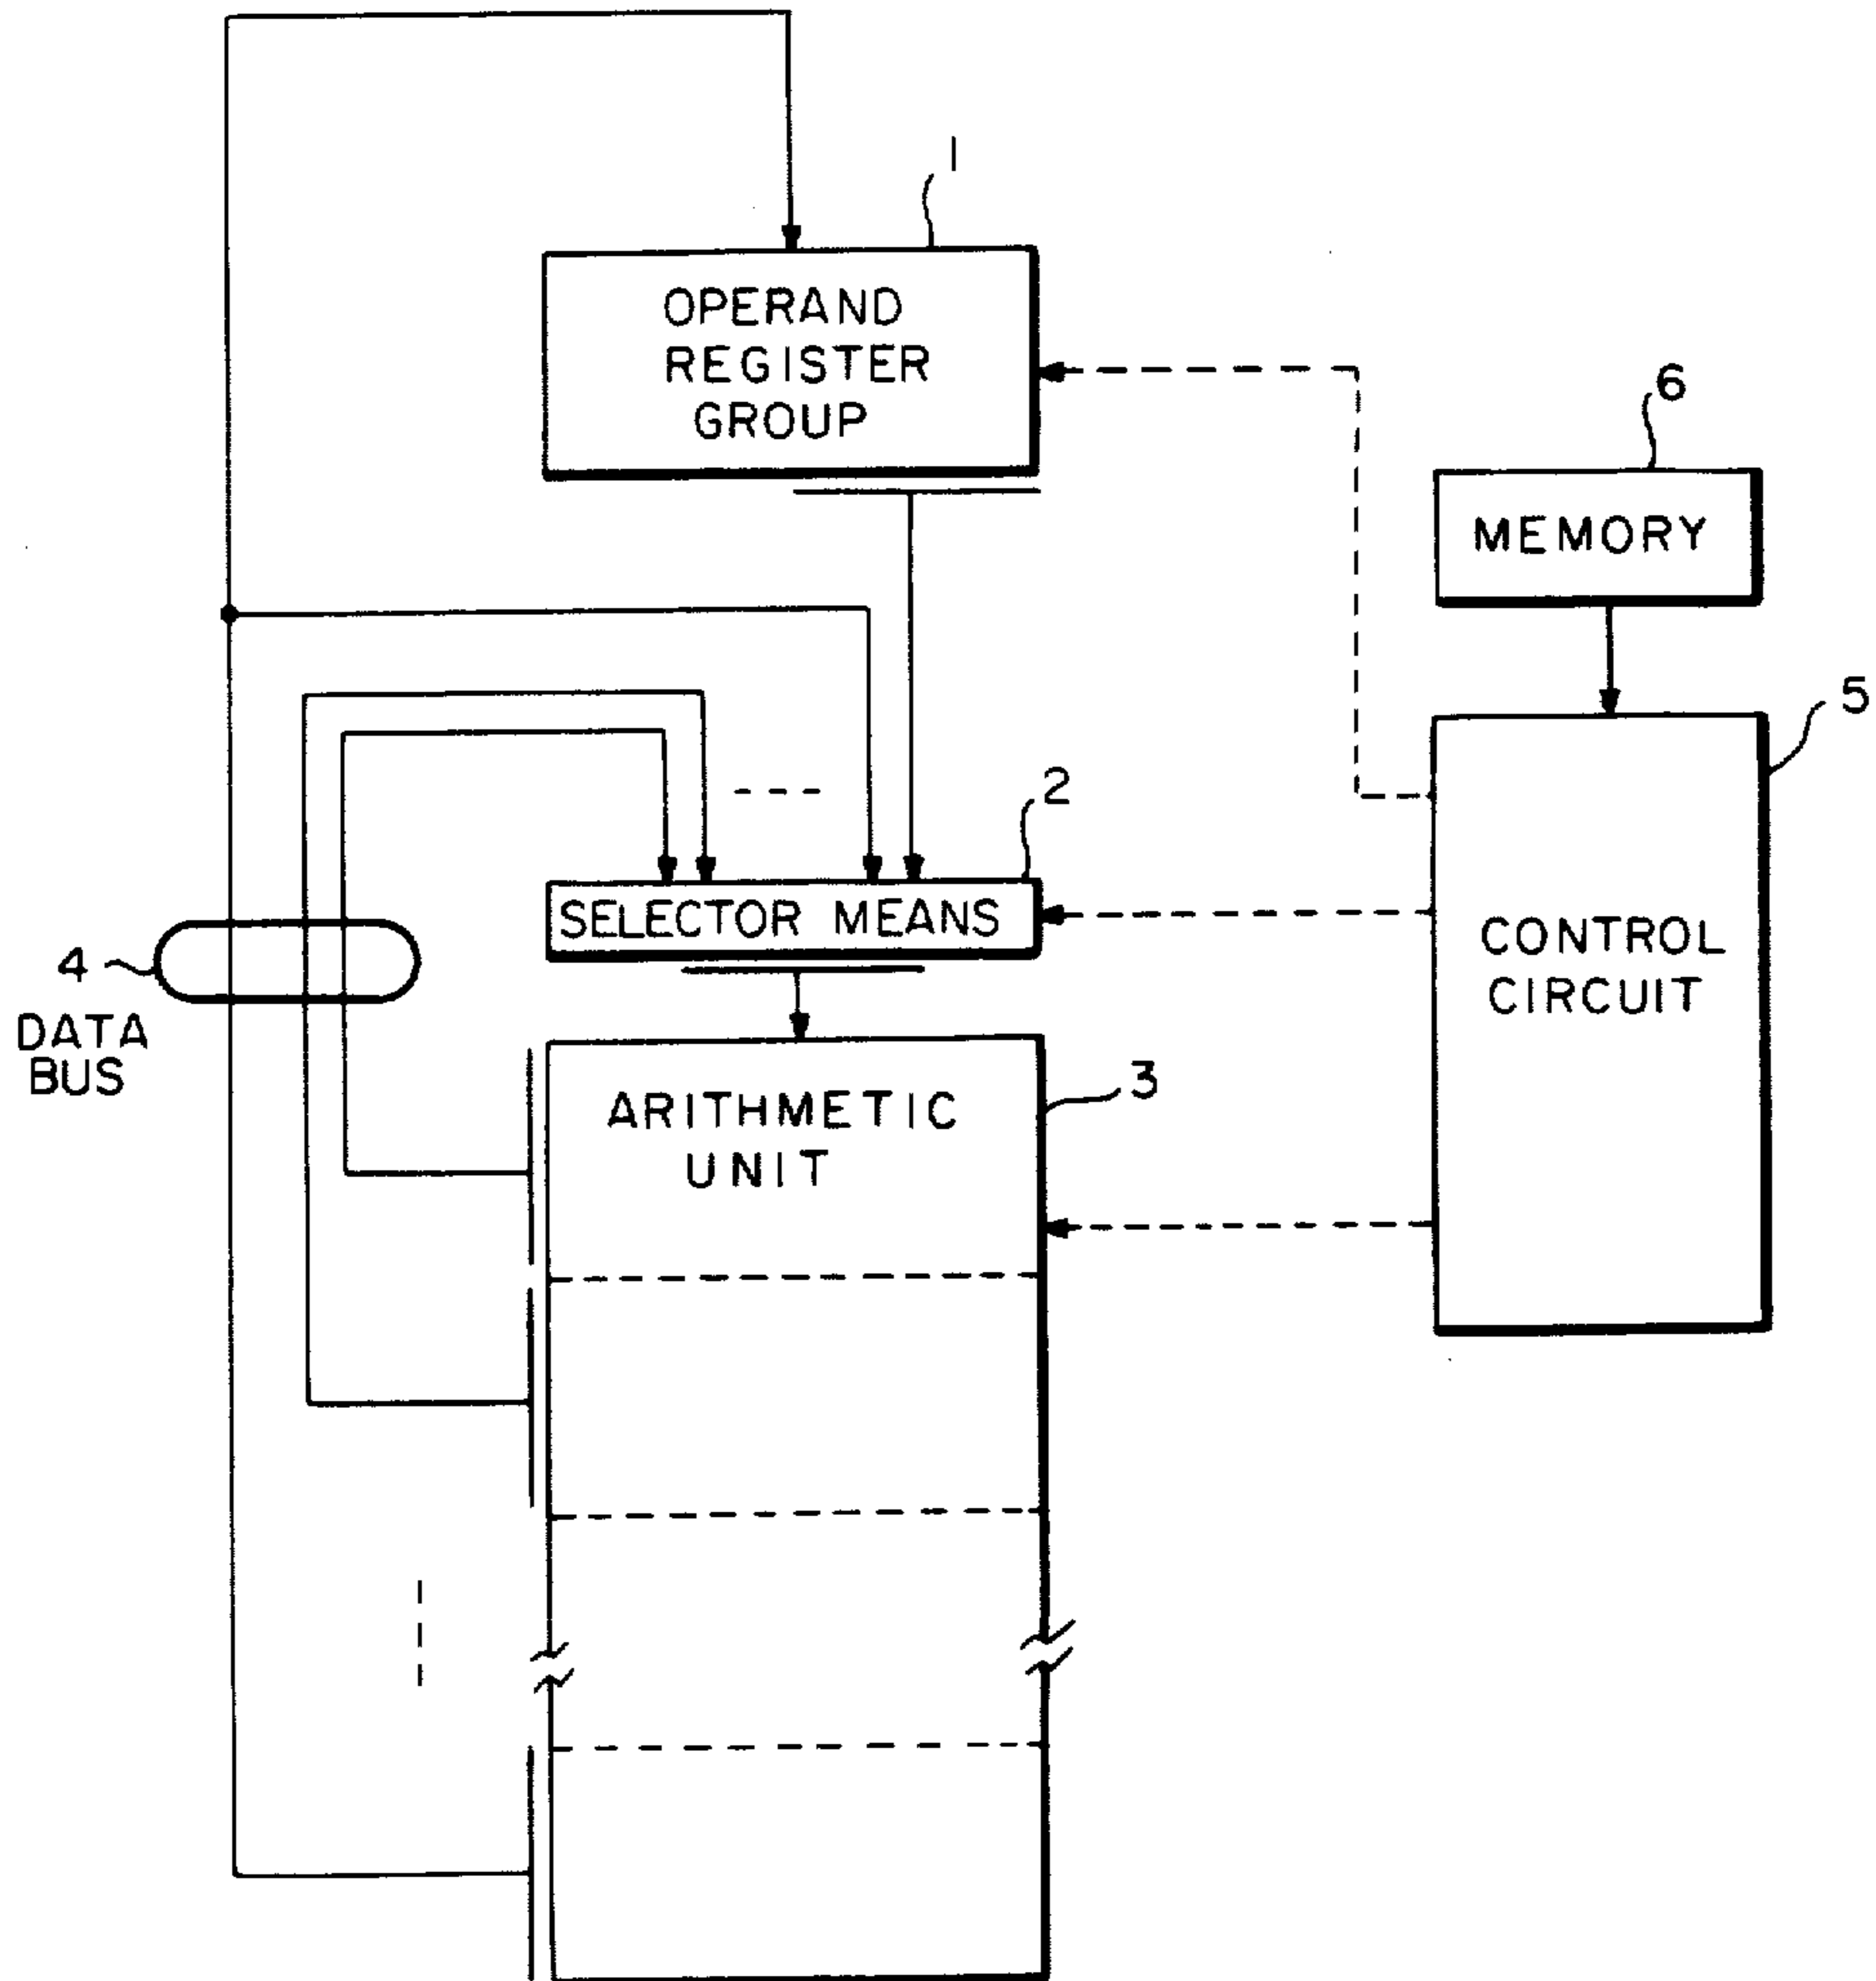 1
OPERAND
REGISTER
GROUP
6
MEMORY
5
2
SELECTOR MEANS
CONTROL
CIRCUIT
4
DATA
BUS
3
ARITHMETIC
UNIT